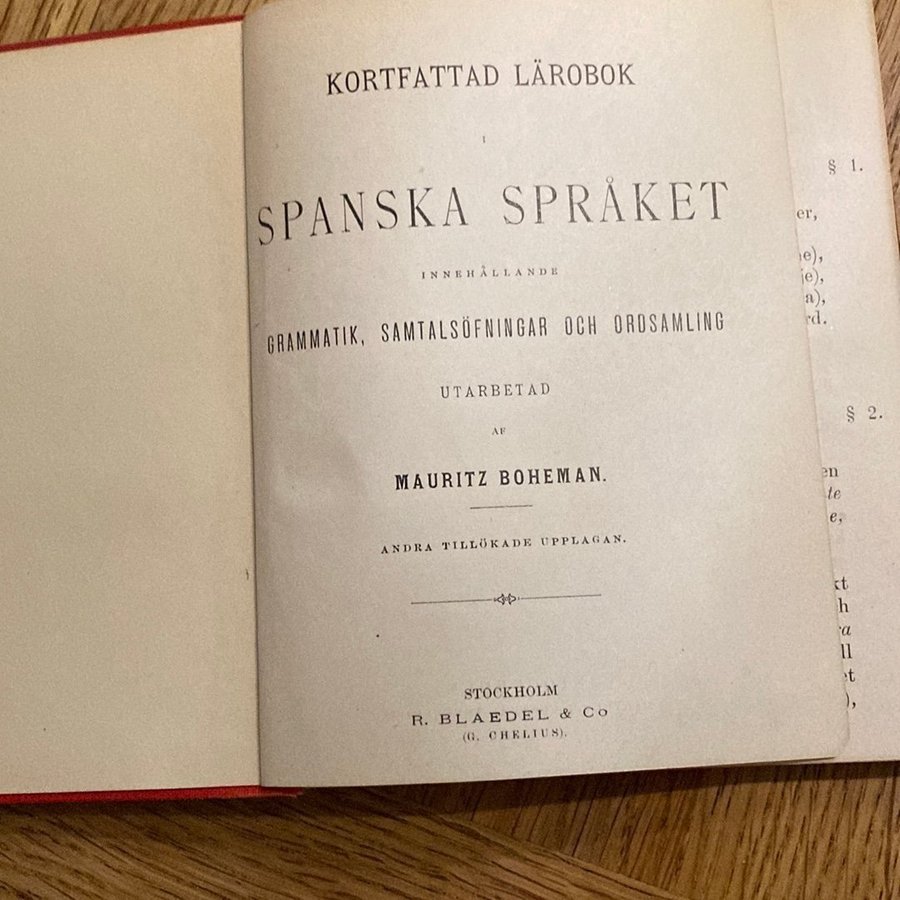 KORTFATTAD LÄROBOK
I
SPANSKA SPRÅKET
INNEHÅLLANDE
GRAMMATIK, SAMTALSÖFNINGAR OCH ORDSAMLING
UTARBETAD
AF
MAURITZ BOHEMAN.
ANDRA TILLÖKADE UPPLAGAN.
STOCKHOLM
R. BLAEDEL & Co
(G. CHELIUS).
§ 1.
§ 2.